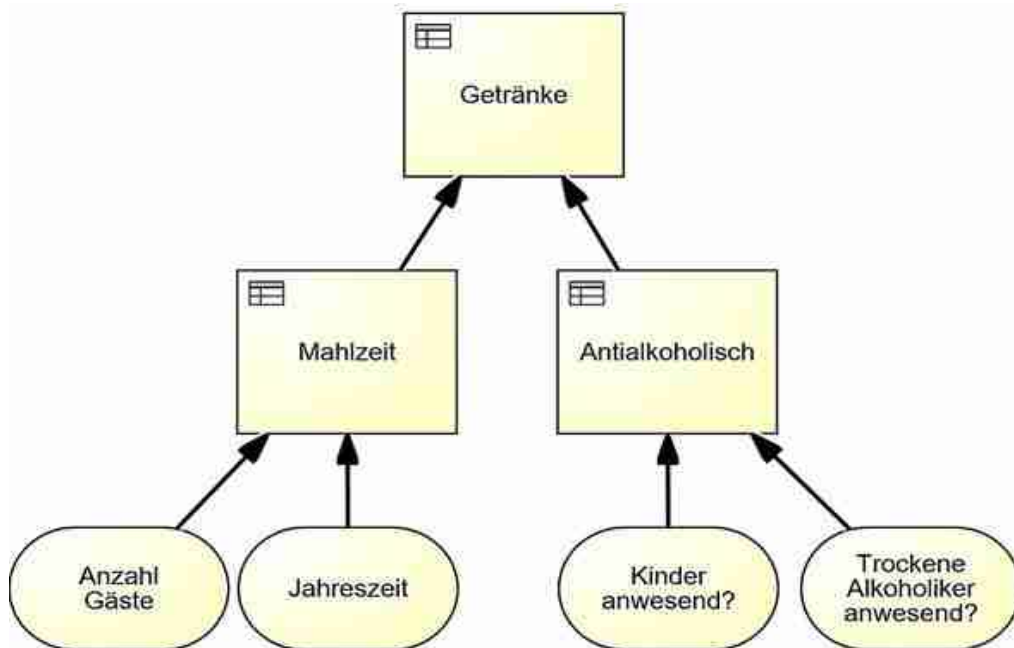 Getränke
Mahlzeit
Antialkoholisch
Anzahl
Gäste
Jahreszeit
Kinder
anwesend?
Trockene
Alkoholiker
anwesend?